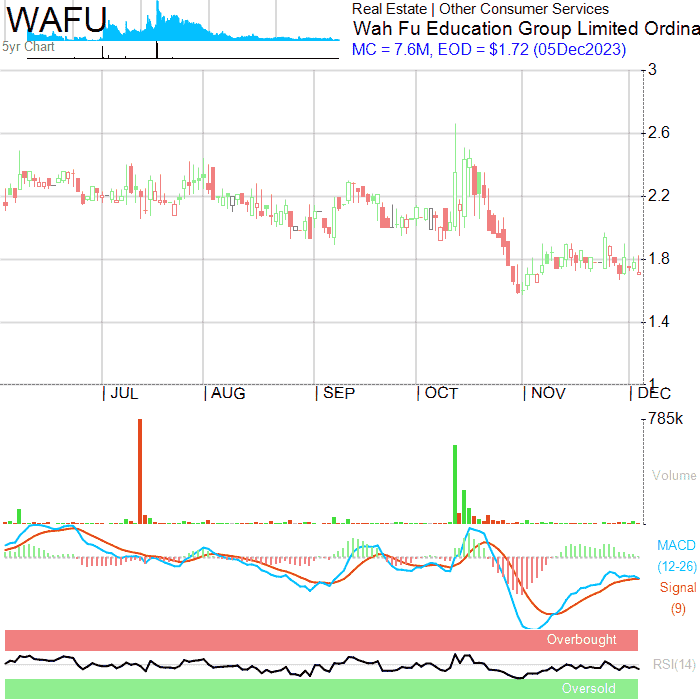 WAFU
5yr Chart
Real Estate | Other Consumer Services
Wah Fu Education Group Limited Ordina
MC = 7.6M, EOD = $1.72 (05Dec2023)
3
2.6
2.2
1.8
1.4
1
JUL AUG SEP OCT NOV DEC
785k
Volume
MACD
(12-26)
Signal
(9)
Overbought
RSI(14)
Oversold